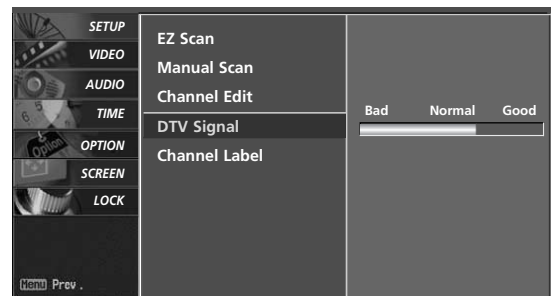 SETUP
VIDEO
AUDIO
TIME
OPTION
SCREEN
LOCK
Menu Prev .
EZ Scan
Manual Scan
Channel Edit
DTV Signal
Channel Label
Bad Normal Good
Option